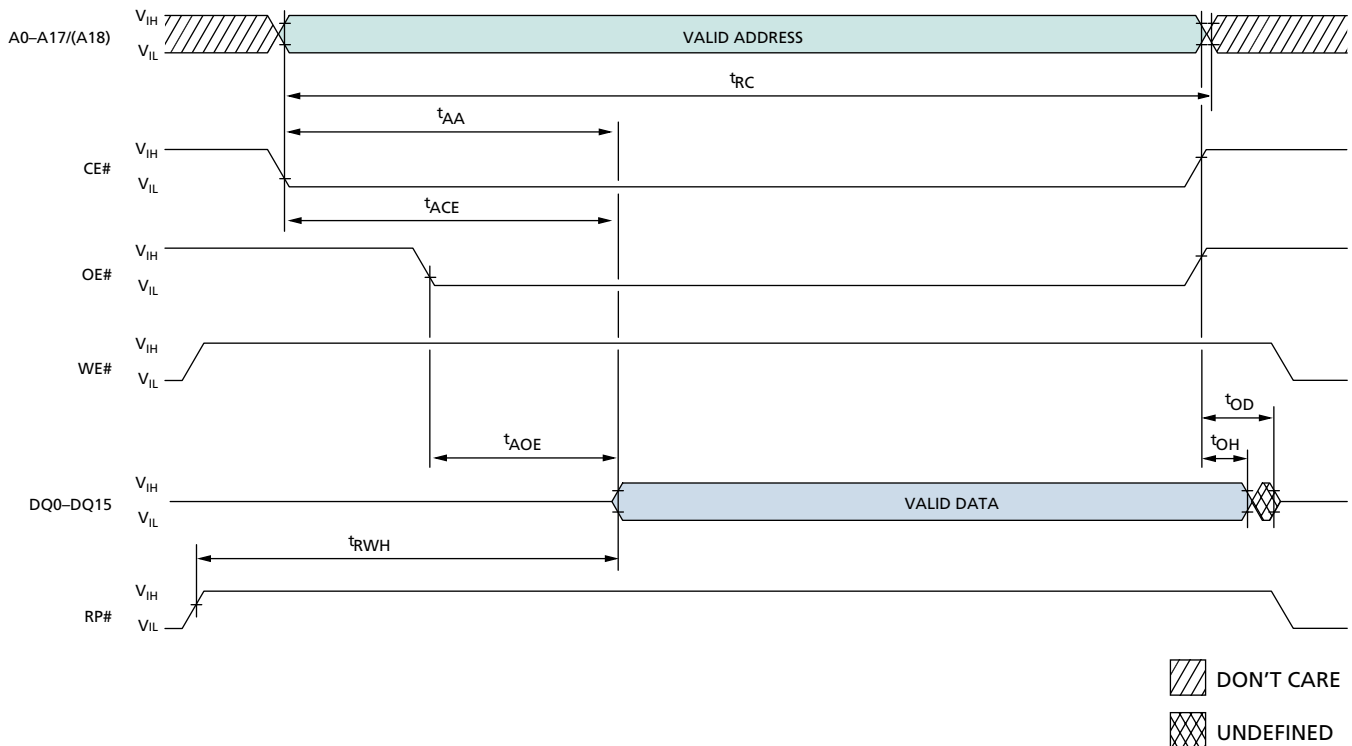 A0–A17/(A18)
VIH
VIL
VALID ADDRESS
tRC
tAA
CE#
VIH
VIL
tACE
OE#
VIH
VIL
WE#
VIH
VIL
tOD
tAOE
tOH
DQ0–DQ15
VIH
VIL
VALID DATA
tRWH
RP#
VIH
VIL
DON'T CARE
UNDEFINED